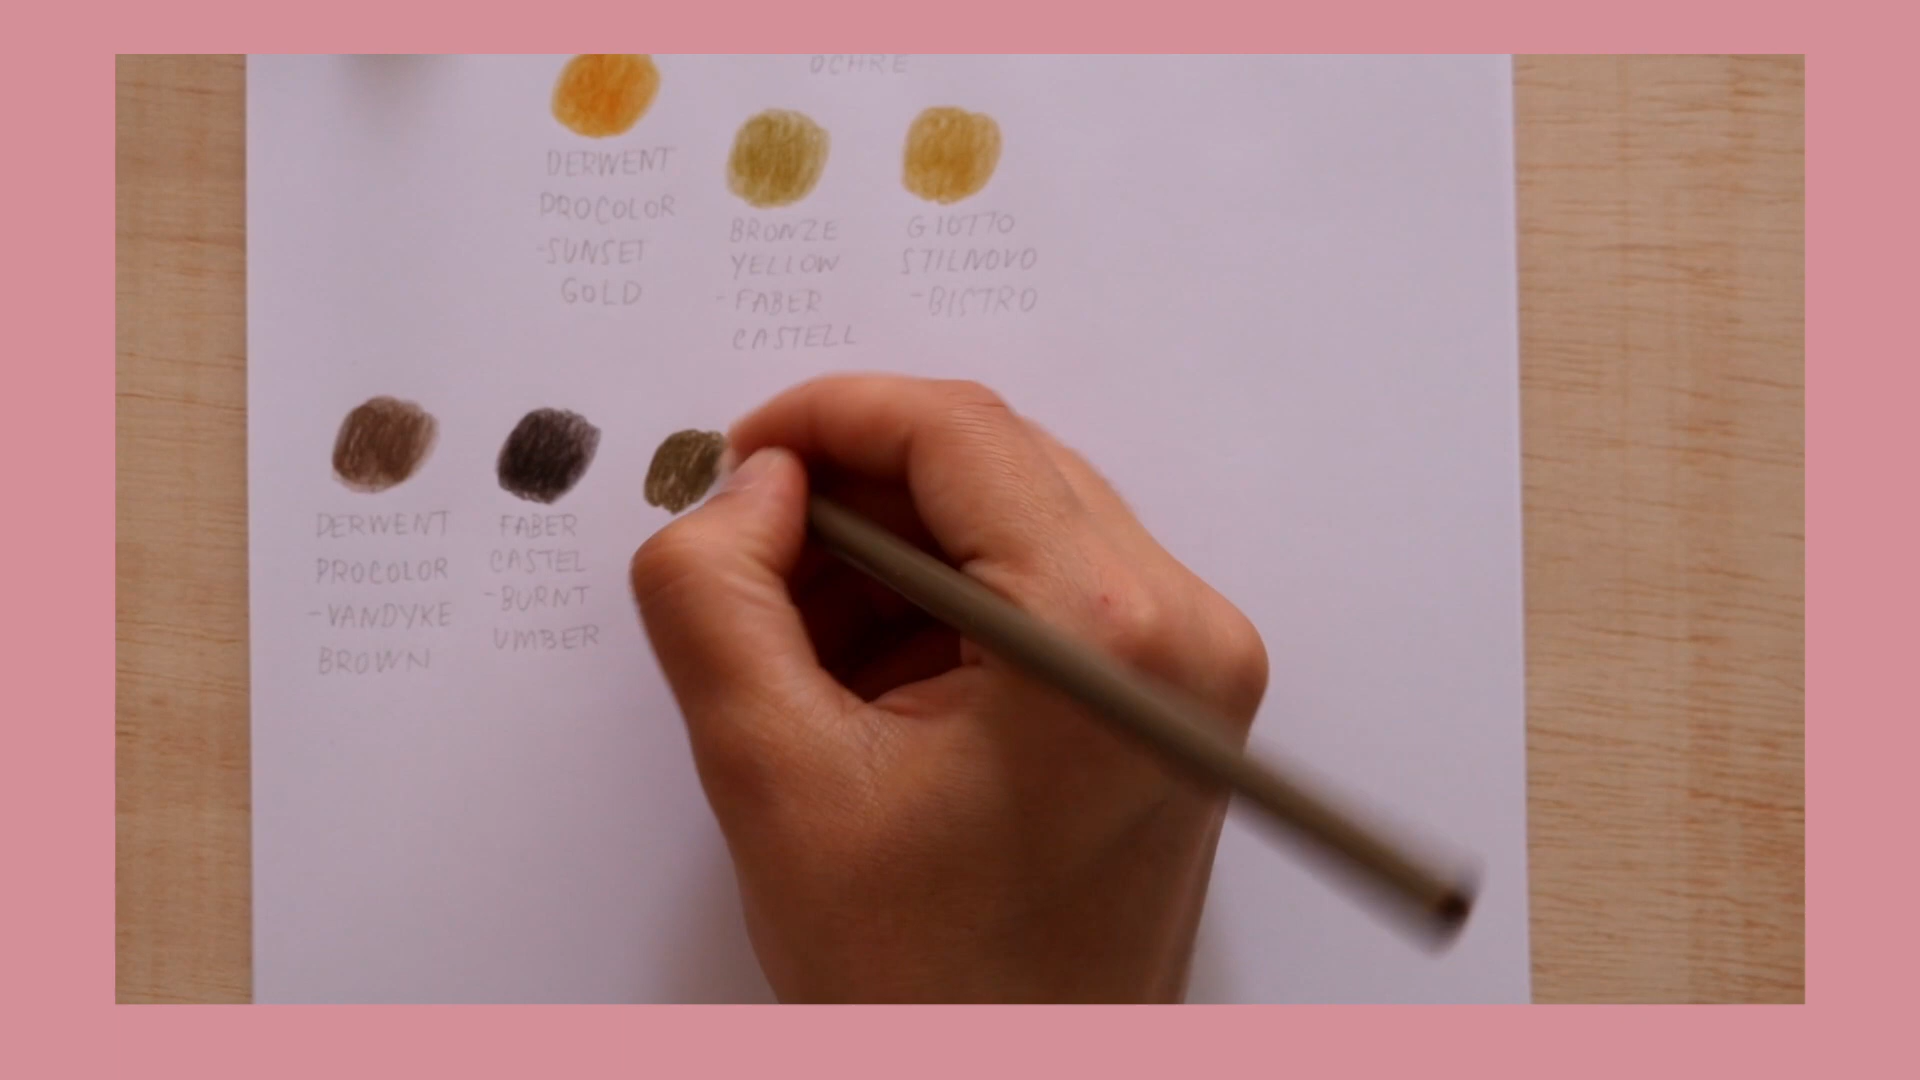 OCHRE
DERWENT
PROCOLOR
-SUNSET
GOLD
BRONZE
YELLOW
- FABER
CASTELL
GIOTTO
STILNOVO
-BISTRO
DERWENT
PROCOLOR
-VANDYKE
BROWN
FABER
CASTEL
-BURNT
UMBER